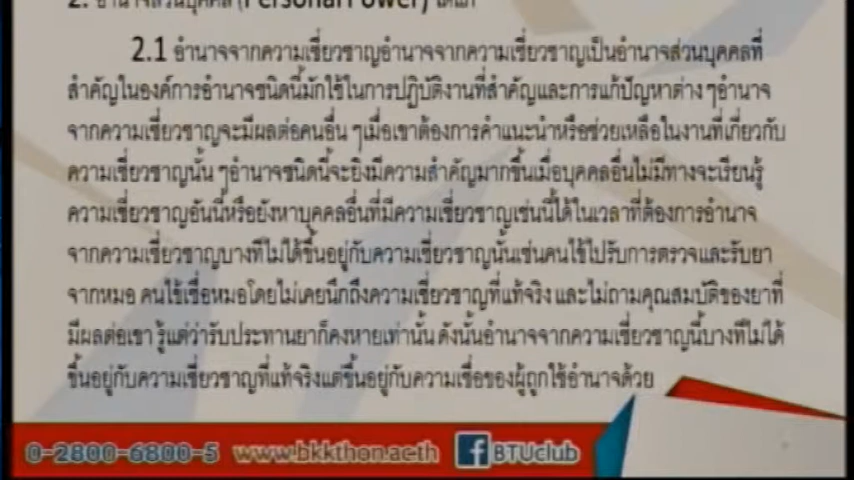 2. อำนาจส่วนบุคคล (Personal Power) ได้แก่
2.1 อำนาจจากความเชี่ยวชาญอำนาจจากความเชี่ยวชาญเป็นอำนาจส่วนบุคคลที่
สำคัญในองค์การอำนาจชนิดนี้มักใช้ในการปฏิบัติงานที่สำคัญและการแก้ปัญหาต่าง ๆอำนาจ
จากความเชี่ยวชาญจะมีผลต่อคนอื่น ๆเมื่อเขาต้องการคำแนะนำหรือช่วยเหลือในงานที่เกี่ยวกับ
ความเชี่ยวชาญนั้น ๆอำนาจชนิดนี้จะยิ่งมีความสำคัญมากขึ้นเมื่อบุคคลอื่นไม่มีทางจะเรียนรู้
ความเชี่ยวชาญอันนี้หรือยังหาบุคคลอื่นที่มีความเชี่ยวชาญเช่นนี้ได้ในเวลาที่ต้องการอำนาจ
จากความเชี่ยวชาญบางทีไม่ได้ขึ้นอยู่กับความเชี่ยวชาญนั้นเช่นคนใช้ไปรับการตรวจและรับยา
จากหมอ คนใช้เชื่อหมอโดยไม่เคยนึกถึงความเชี่ยวชาญที่แท้จริง และไม่ถามคุณสมบัติของยาที่
มีผลต่อเขา รู้แต่ว่ารับประทานยาก็คงหายเท่านั้น ดังนั้นอำนาจจากความเชี่ยวชาญนี้บางทีไม่ได้
ขึ้นอยู่กับความเชี่ยวชาญที่แท้จริงแต่ขึ้นอยู่กับความเชื่อของผู้ถูกใช้อำนาจด้วย
0-2800-6800-5 www.bkkthon.ac.th f BTUclub